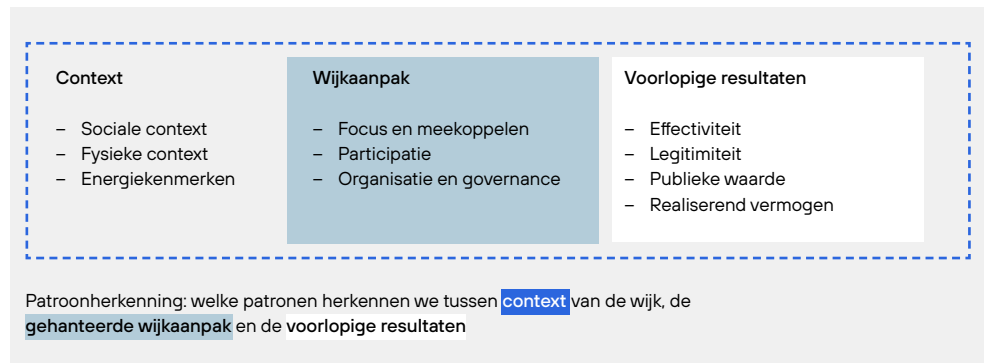 Context
– Sociale context
– Fysieke context
– Energiekenmerken
Wijkaanpak
– Focus en meekoppelen
– Participatie
– Organisatie en governance
Voorlopige resultaten
– Effectiviteit
– Legitimiteit
– Publieke waarde
– Realiserend vermogen
Patroonherkenning: welke patronen herkennen we tussen context van de wijk, de
gehanteerde wijkaanpak en de voorlopige resultaten